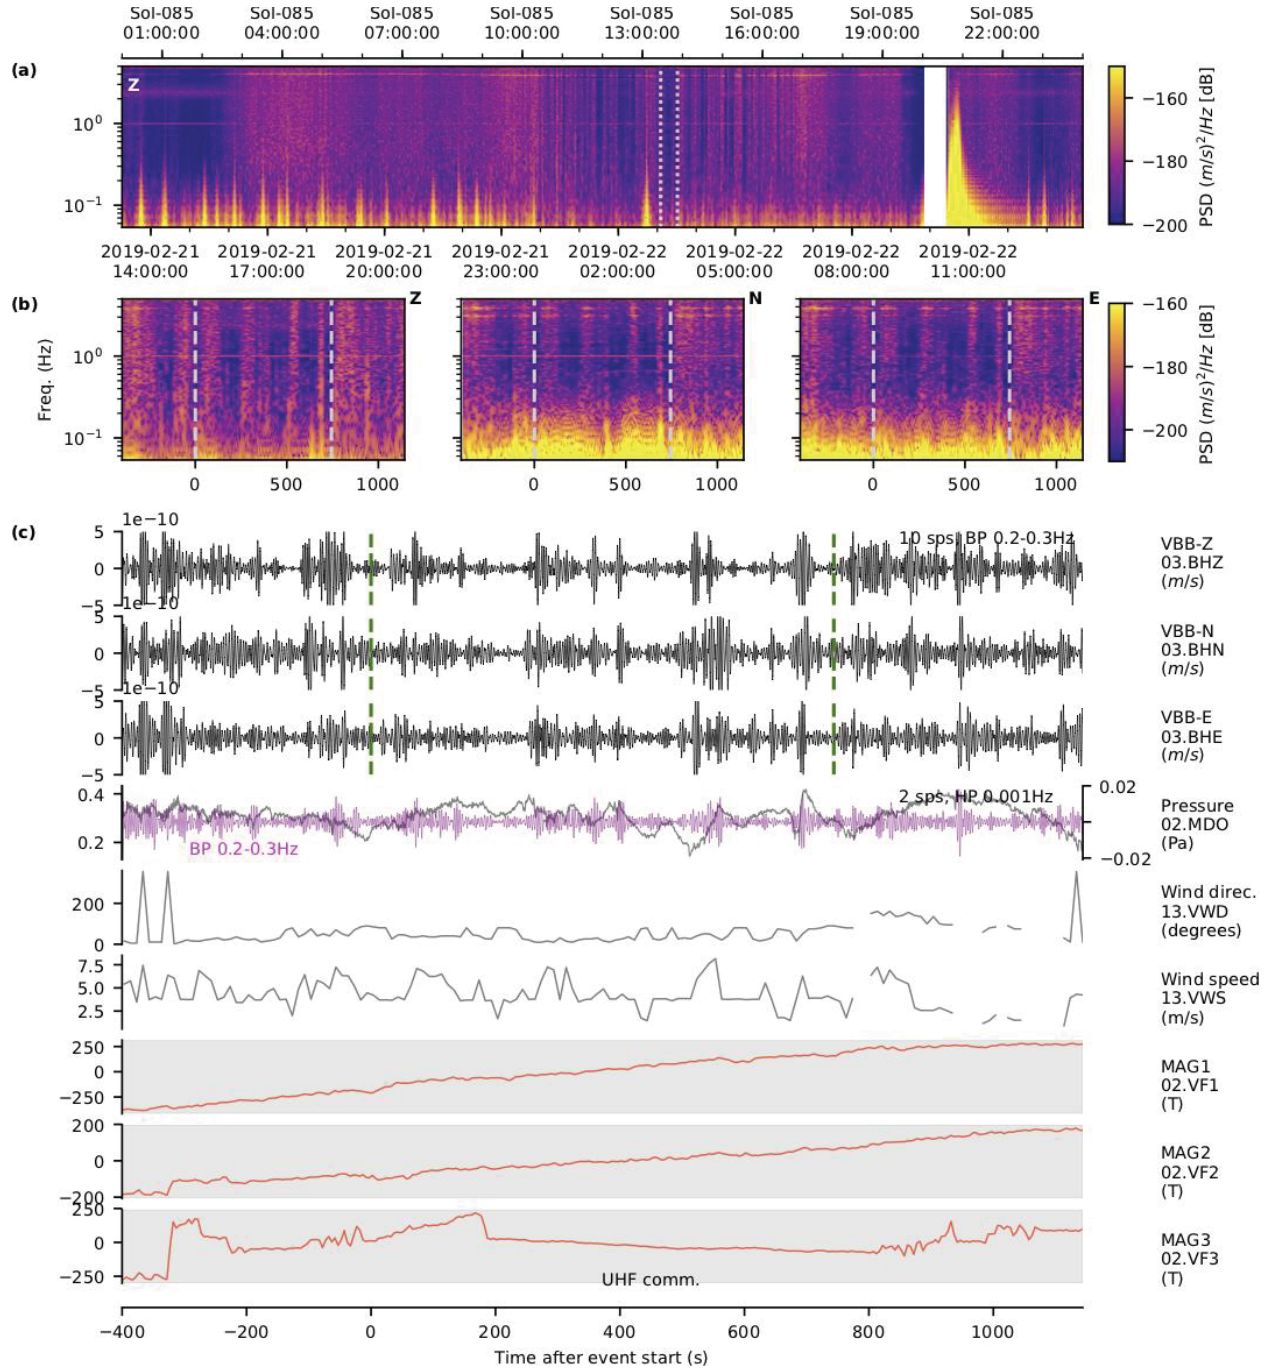 Sol-085 Sol-085 Sol-085 Sol-085 Sol-085 Sol-085 Sol-085 Sol-085
01:00:00 04:00:00 07:00:00 10:00:00 13:00:00 16:00:00 19:00:00 22:00:00
(a)
Z
10⁰
10⁻¹
−160
−180
−200
PSD (m/s)²/Hz [dB]
2019-02-21 2019-02-21 2019-02-21 2019-02-21 2019-02-22 2019-02-22 2019-02-22 2019-02-22
14:00:00 17:00:00 20:00:00 23:00:00 02:00:00 05:00:00 08:00:00 11:00:00
(b)
Z N E
Freq. (Hz)
10⁰
10⁻¹
−160
−180
−200
PSD (m/s)²/Hz [dB]
0 500 1000 0 500 1000 0 500 1000
(c)
1e−10
5
0
−5
10 sps, BP 0.2-0.3Hz
VBB-Z
03.BHZ
(m/s)
1e−10
5
0
−5
VBB-N
03.BHN
(m/s)
1e−10
5
0
−5
VBB-E
03.BHE
(m/s)
0.4
0.2
BP 0.2-0.3Hz
2 sps, HP 0.001Hz
0.02
−0.02
Pressure
02.MDO
(Pa)
200
0
Wind direc.
13.VWD
(degrees)
7.5
5.0
2.5
Wind speed
13.VWS
(m/s)
250
0
−250
MAG1
02.VF1
(T)
200
0
−200
MAG2
02.VF2
(T)
250
0
−250
UHF comm.
MAG3
02.VF3
(T)
−400 −200 0 200 400 600 800 1000
Time after event start (s)